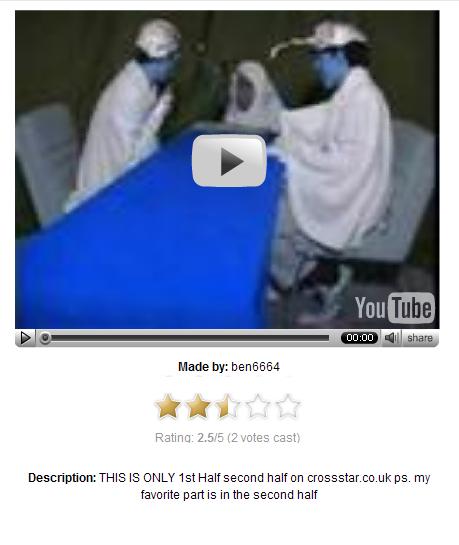 YouTube
00:00 share
Made by: ben6664
Rating: 2.5/5 (2 votes cast)
Description: THIS IS ONLY 1st Half second half on crossstar.co.uk ps. my
favorite part is in the second half